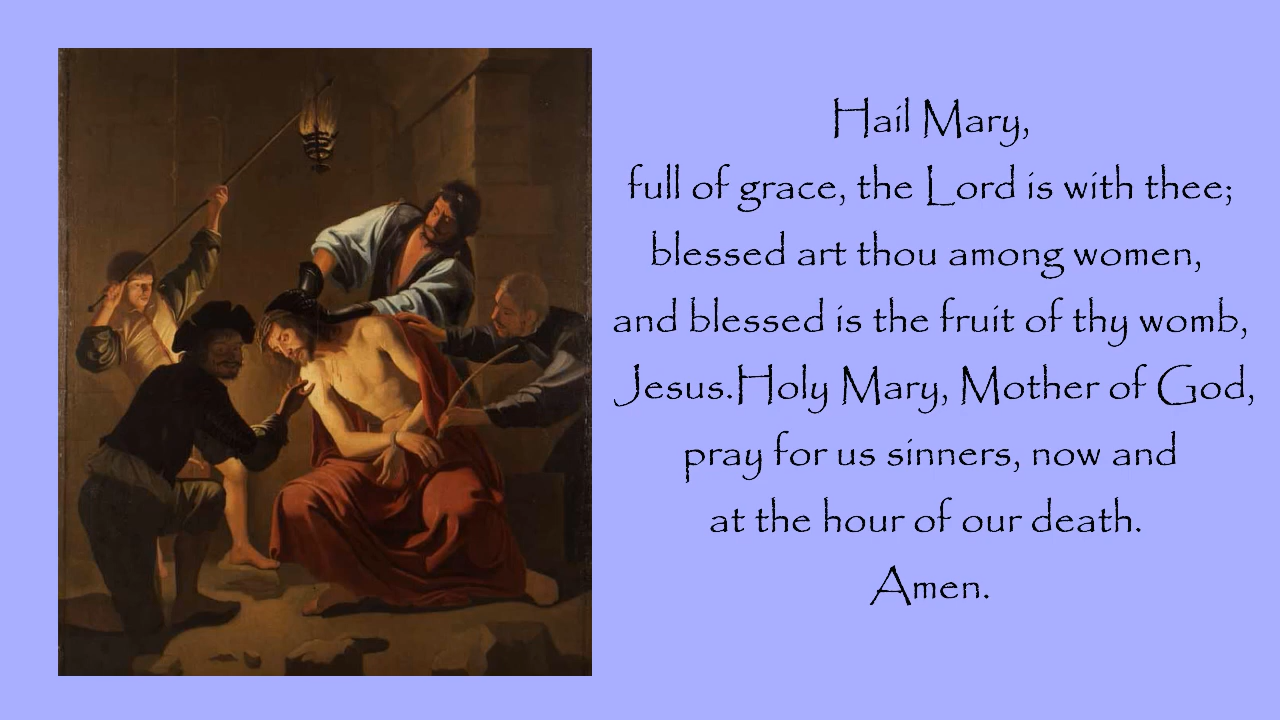 Hail Mary,
full of grace, the Lord is with thee;
blessed art thou among women,
and blessed is the fruit of thy womb,
Jesus.Holy Mary, Mother of God,
pray for us sinners, now and
at the hour of our death.
Amen.